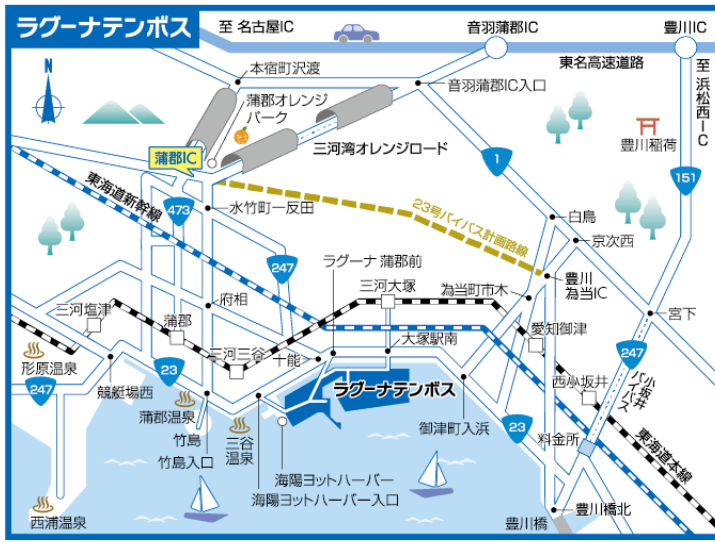 ラグーナテンボス
至 名古屋IC
音羽蒲郡IC
豊川IC
東名高速道路
至 浜松西IC
N
本宿町沢渡
音羽蒲郡IC入口
蒲郡オレンジ
パーク
三河湾オレンジロード
豊川稲荷
蒲郡IC
1
151
東海道新幹線
473
水竹町一反田
23号バイパス計画路線
白鳥
京次西
247
ラグーナ 蒲郡前
豊川
為当IC
三河大塚
為当町市木
府相
三河塩津
蒲郡
宮下
愛知御津
247
三河三谷
十能
大塚駅南
形原温泉
23
ラグーナテンボス
西小坂井
小坂井
バイパス
247
競艇場西
蒲郡温泉
竹島
三谷
温泉
御津町入浜
23
料金所
東海道本線
竹島入口
海陽ヨットハーバー
海陽ヨットハーバー入口
西浦温泉
豊川橋
豊川橋北